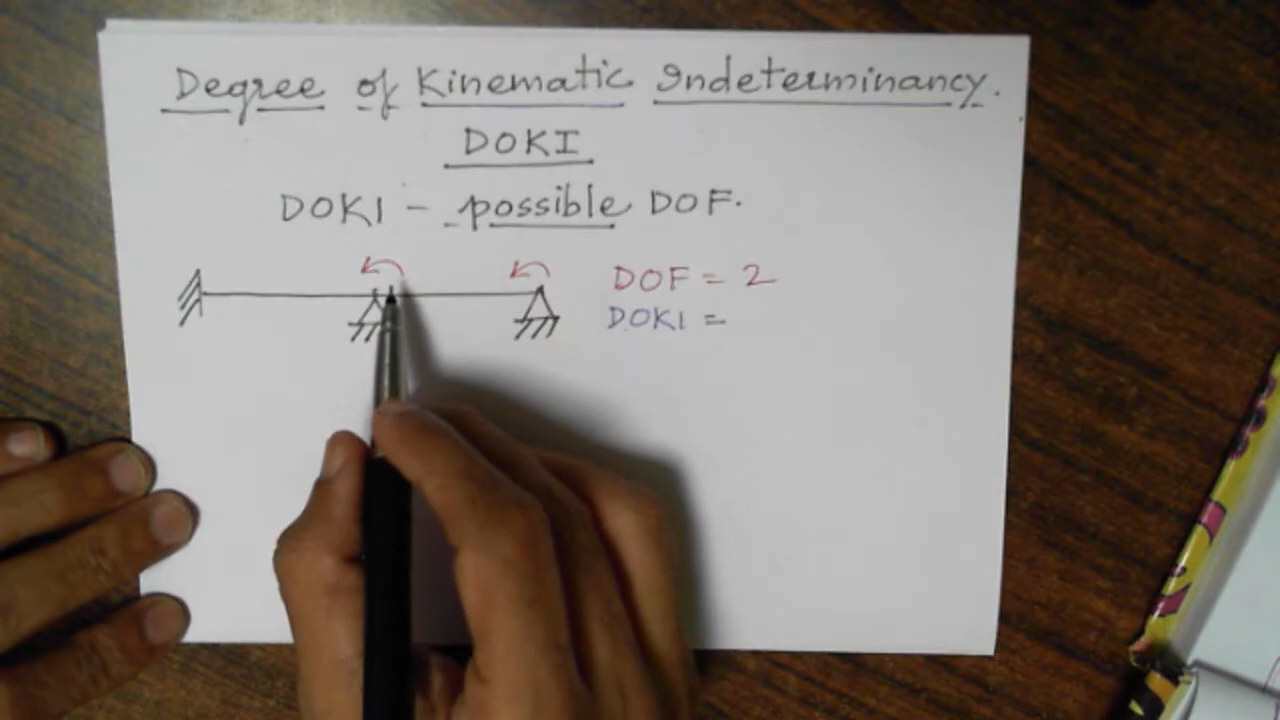 Degree of Kinematic Indeterminancy.
DOKI
DOKI - possible DOF.
DOF = 2
DOKI =